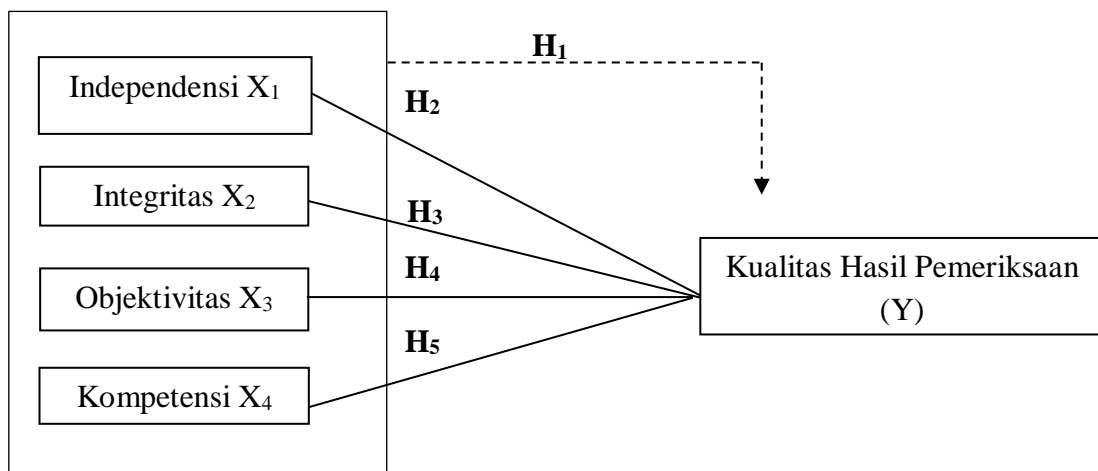 H₁
Independensi X₁
H₂
Integritas X₂
H₃
Kualitas Hasil Pemeriksaan
(Y)
H₄
Objektivitas X₃
H₅
Kompetensi X₄